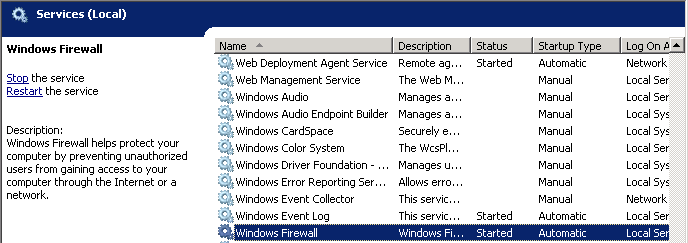 Services (Local)
Windows Firewall
Stop the service
Restart the service
Description:
Windows Firewall helps protect your
computer by preventing unauthorized
users from gaining access to your
computer through the Internet or a
network.
Name Description Status Startup Type Log On A
Web Deployment Agent Service Remote ag... Started Automatic Network
Web Management Service The Web M... Manual Local Ser
Windows Audio Manages a... Manual Local Ser
Windows Audio Endpoint Builder Manages a... Manual Local Sys
Windows CardSpace Securely e... Manual Local Sys
Windows Color System The WcsPl... Manual Local Ser
Windows Driver Foundation - ... Manages u... Manual Local Sys
Windows Error Reporting Ser... Allows erro... Manual Local Sys
Windows Event Collector This servic... Manual Network
Windows Event Log This servic... Started Automatic Local Ser
Windows Firewall Windows Fi... Started Automatic Local Ser